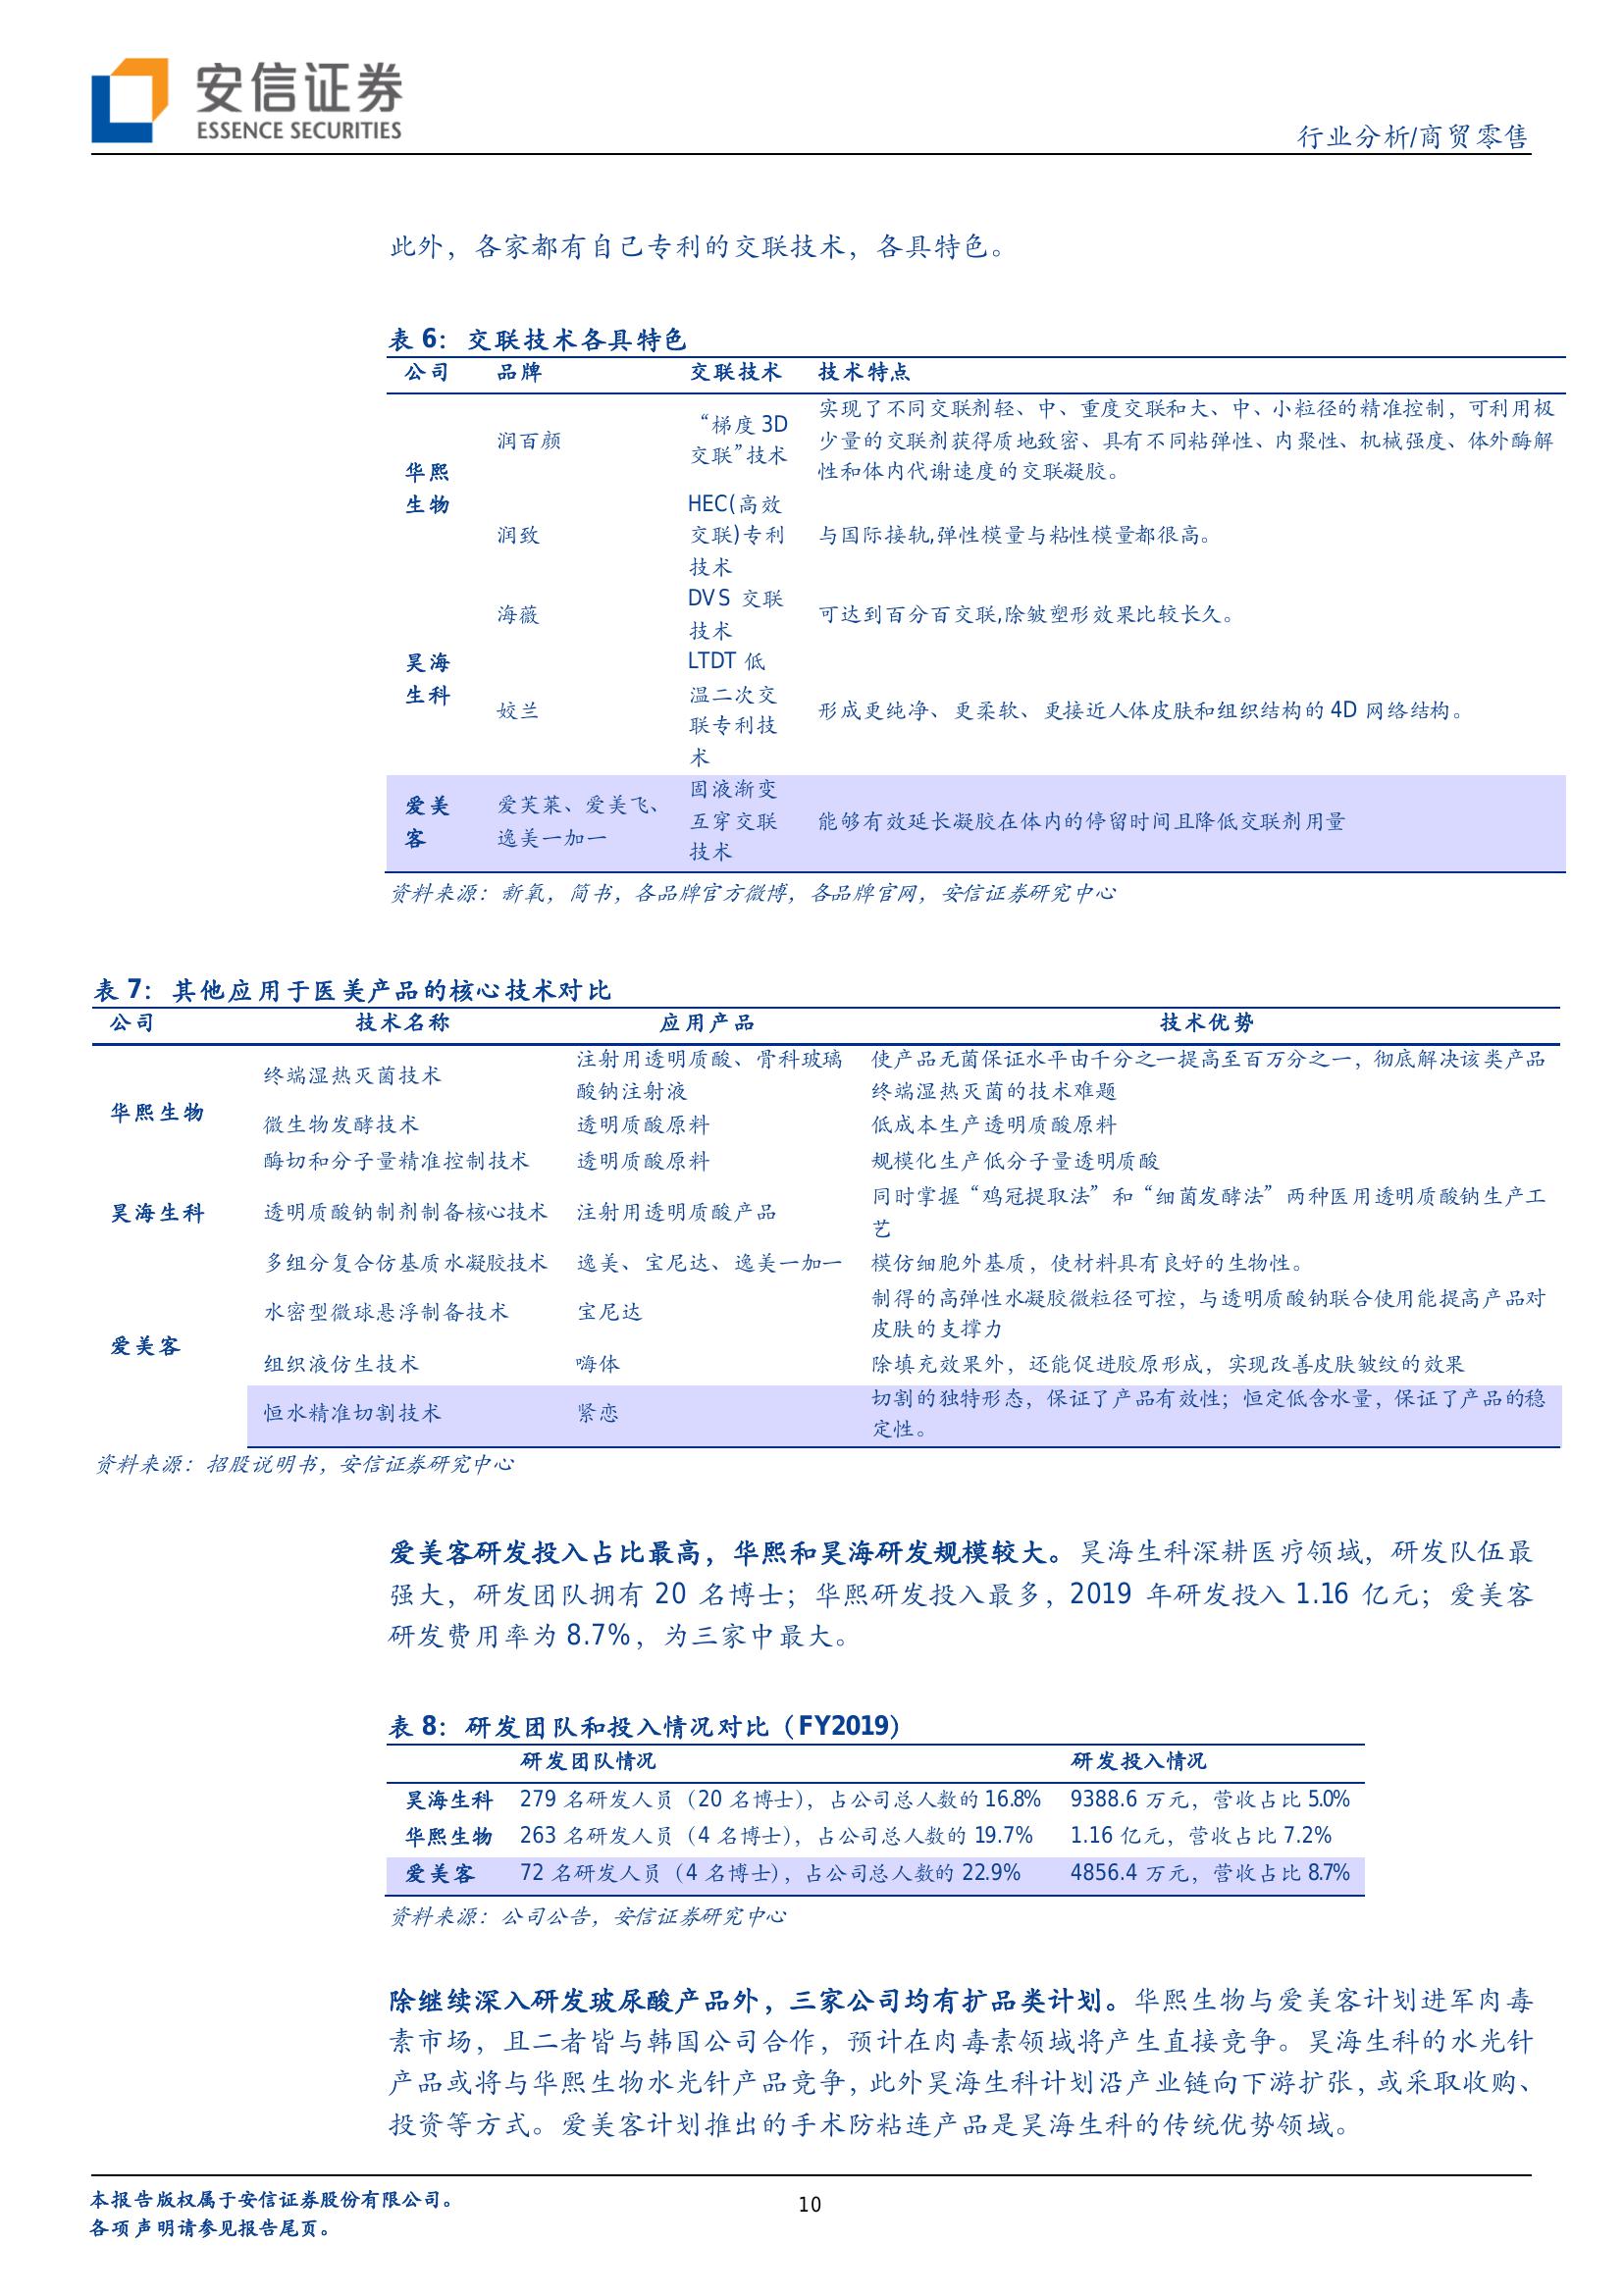 安信证券
ESSENCE SECURITIES
行业分析/商贸零售
此外，各家都有自己专利的交联技术，各具特色。
表 6：交联技术各具特色
公司 品牌 交联技术 技术特点
华熙生物 润百颜 “梯度 3D
交联”技术
实现了不同交联剂轻、中、重度交联和大、中、小粒径的精准控制，可利用极
少量的交联剂获得质地致密、具有不同粘弹性、内聚性、机械强度、体外酶解
性和体内代谢速度的交联凝胶。
润致 HEC(高效
交联)专利
技术
与国际接轨,弹性模量与粘性模量都很高。
昊海
生科
海薇 DVS 交联
技术
可达到百分百交联,除皱塑形效果比较长久。
姣兰 LTDT 低
温二次交
联专利技
术
形成更纯净、更柔软、更接近人体皮肤和组织结构的 4D 网络结构。
爱美
客
爱芙莱、爱美飞、
逸美一加一
固液渐变
互穿交联
技术
能够有效延长凝胶在体内的停留时间且降低交联剂用量
资料来源：新氧，简书，各品牌官方微博，各品牌官网，安信证券研究中心
表 7：其他应用于医美产品的核心技术对比
公司 技术名称 应用产品 技术优势
华熙生物
终端湿热灭菌技术
注射用透明质酸、骨科玻璃
酸钠注射液
使产品无菌保证水平由千分之一提高至百万分之一，彻底解决该类产品
终端湿热灭菌的技术难题
微生物发酵技术 透明质酸原料 低成本生产透明质酸原料
酶切和分子量精准控制技术 透明质酸原料 规模化生产低分子量透明质酸
昊海生科 透明质酸钠制剂制备核心技术 注射用透明质酸产品
同时掌握“鸡冠提取法”和“细菌发酵法”两种医用透明质酸钠生产工
艺
爱美客
多组分复合仿基质水凝胶技术 逸美、宝尼达、逸美一加一 模仿细胞外基质，使材料具有良好的生物性。
水密型微球悬浮制备技术 宝尼达
制得的高弹性水凝胶微粒径可控，与透明质酸钠联合使用能提高产品对
皮肤的支撑力
组织液仿生技术 嗨体 除填充效果外，还能促进胶原形成，实现改善皮肤皱纹的效果
恒水精准切割技术 紧恋
切割的独特形态，保证了产品有效性；恒定低含水量，保证了产品的稳
定性。
资料来源：招股说明书，安信证券研究中心
爱美客研发投入占比最高，华熙和昊海研发规模较大。昊海生科深耕医疗领域，研发队伍最
强大，研发团队拥有 20 名博士；华熙研发投入最多，2019 年研发投入 1.16 亿元；爱美客
研发费用率为 8.7%，为三家中最大。
表 8：研发团队和投入情况对比（FY2019）
研发团队情况 研发投入情况
昊海生科 279 名研发人员（20 名博士），占公司总人数的 16.8% 9388.6 万元，营收占比 5.0%
华熙生物 263 名研发人员（4 名博士），占公司总人数的 19.7% 1.16 亿元，营收占比 7.2%
爱美客 72 名研发人员（4 名博士），占公司总人数的 22.9% 4856.4 万元，营收占比 8.7%
资料来源：公司公告，安信证券研究中心
除继续深入研发玻尿酸产品外，三家公司均有扩品类计划。华熙生物与爱美客计划进军肉毒
素市场，且二者皆与韩国公司合作，预计在肉毒素领域将产生直接竞争。昊海生科的水光针
产品或将与华熙生物水光针产品竞争，此外昊海生科计划沿产业链向下游扩张，或采取收购、
投资等方式。爱美客计划推出的手术防粘连产品是昊海生科的传统优势领域。
本报告版权属于安信证券股份有限公司。
各项声明请参见报告尾页。
10